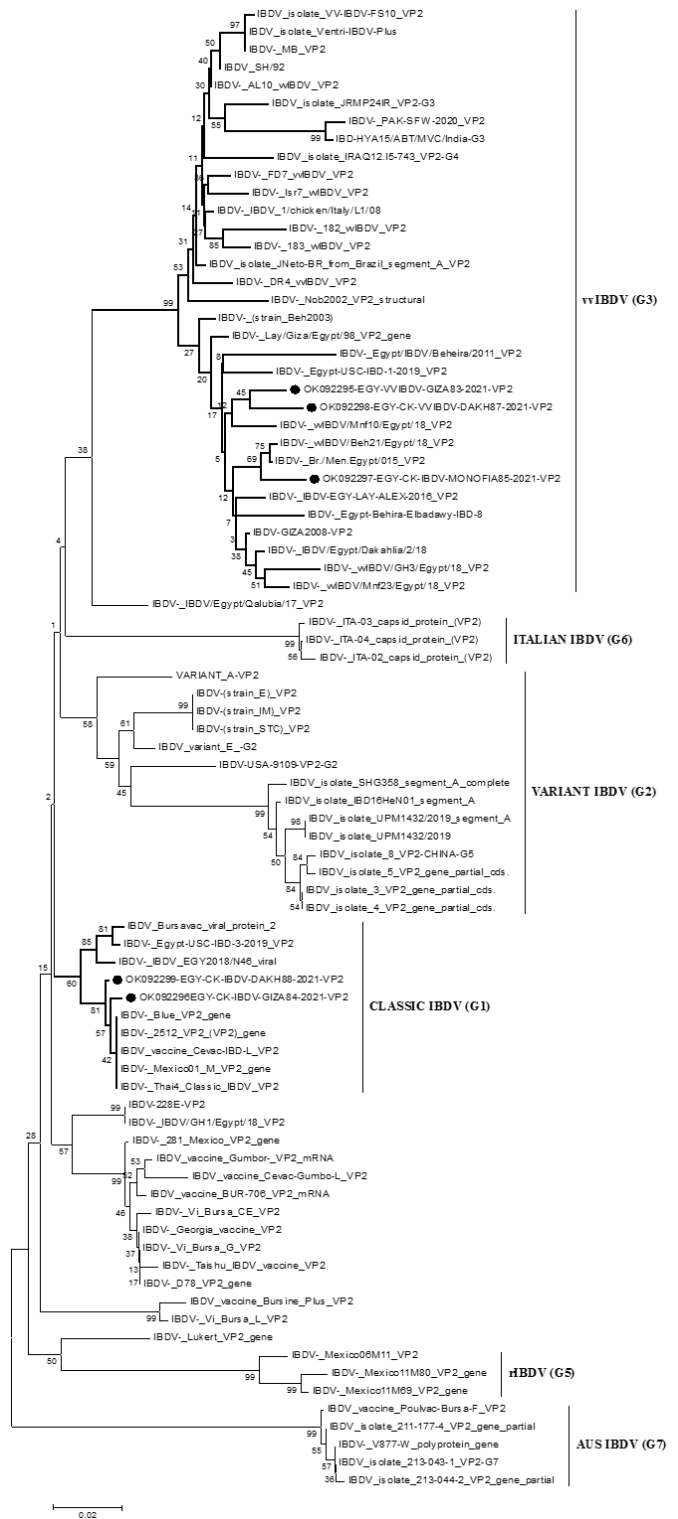 IBDV_isolate_VV-IBDV-FS10_VP2
97
IBDV_isolate_Ventri-IBDV-Plus
50
IBDV-_MB_VP2
40
IBDV_SH/92
30
IBDV-_AL10_vvIBDV_VP2
IBDV_isolate_JRMP24IR_VP2-G3
12
55
IBDV-_PAK-SFW-2020_VP2
99
IBD-HYA15/ABT/MVC/India-G3
11
IBDV_isolate_IRAQ12.I5-743_VP2-G4
IBDV-_FD7_vvIBDV_VP2
IBDV-_Isr7_vvIBDV_VP2
14
IBDV-_IBDV_1/chicken/Italy/L1/08
IBDV-_182_vvIBDV_VP2
85
IBDV-_183_vvIBDV_VP2
31
IBDV_isolate_JNeto-BR_from_Brazil_segment_A_VP2
53
IBDV-_DR4_vvIBDV_VP2
99
IBDV-_Nob2002_VP2_structural
vvIBDV (G3)
IBDV-_(strain_Beh2003)
27
IBDV-_Lay/Giza/Egypt/98_VP2_gene
8
IBDV-_Egypt/IBDV/Beheira/2011_VP2
20
IBDV-_Egypt-USC-IBD-1-2019_VP2
45
OK092295-EGY-VVIBDV-GIZA83-2021-VP2
12
OK092298-EGY-CK-VVIBDV-DAKH87-2021-VP2
17
IBDV-_vvIBDV/Mnf10/Egypt/18_VP2
75
IBDV-_vvIBDV/Beh21/Egypt/18_VP2
5
69
IBDV-_Br./Men.Egypt/015_VP2
OK092297-EGY-CK-IBDV-MONOFIA85-2021-VP2
12
IBDV-_IBDV-EGY-LAY-ALEX-2016_VP2
7
IBDV-_Egypt-Behira-Elbadawy-IBD-8
3
IBDV-GIZA2008-VP2
38
IBDV-_IBDV/Egypt/Dakahlia/2/18
45
IBDV-_vvIBDV/GH3/Egypt/18_VP2
51
IBDV-_vvIBDV/Mnf23/Egypt/18_VP2
38
IBDV-_IBDV/Egypt/Qalubia/17_VP2
4
IBDV-_ITA-03_capsid_protein_(VP2)
99
IBDV-_ITA-04_capsid_protein_(VP2)
ITALIAN IBDV (G6)
56
IBDV-_ITA-02_capsid_protein_(VP2)
1
VARIANT_A-VP2
IBDV-(strain_E)_VP2
99
IBDV-(strain_IM)_VP2
58
61
IBDV-(strain_STC)_VP2
IBDV_variant_E_-G2
59
IBDV-USA-9109-VP2-G2
45
IBDV_isolate_SHG358_segment_A_complete
VARIANT IBDV (G2)
99
IBDV_isolate_IBD16HeN01_segment_A
54
98
IBDV_isolate_UPM1432/2019_segment_A
IBDV_isolate_UPM1432/2019
50
84
IBDV_isolate_8_VP2-CHINA-G5
IBDV_isolate_5_VP2_gene_partial_cds.
84
IBDV_isolate_3_VP2_gene_partial_cds.
54
IBDV_isolate_4_VP2_gene_partial_cds.
2
81
IBDV_Bursavac_viral_protein_2
85
IBDV-_Egypt-USC-IBD-3-2019_VP2
IBDV-_IBDV_EGY2018/N46_viral
15
60
OK092299-EGY-CK-IBDV-DAKH88-2021-VP2
81
OK092296EGY-CK-IBDV-GIZA84-2021-VP2
CLASSIC IBDV (G1)
57
IBDV-_Blue_VP2_gene
IBDV-_2512_VP2_(VP2)_gene
42
IBDV_vaccine_Cevac-IBD-L_VP2
IBDV-_Mexico01_M_VP2_gene
IBDV-_Thai4_Classic_IBDV_VP2
99
IBDV-228E-VP2
IBDV-_IBDV/GH1/Egypt/18_VP2
28
57
IBDV-_281_Mexico_VP2_gene
53
IBDV_vaccine_Gumbor-_VP2_mRNA
99
IBDV_vaccine_Cevac-Gumbo-L_VP2
IBDV_vaccine_BUR-706_VP2_mRNA
46
IBDV-_Vi_Bursa_CE_VP2
38
IBDV-_Georgia_vaccine_VP2
37
IBDV-_Vi_Bursa_G_VP2
13
IBDV-_Taishu_IBDV_vaccine_VP2
17
IBDV-_D78_VP2_gene
IBDV_vaccine_Bursine_Plus_VP2
99
IBDV-_Vi_Bursa_L_VP2
IBDV-_Lukert_VP2_gene
50
IBDV-_Mexico06M11_VP2
99
IBDV-_Mexico11M80_VP2_gene
rIBDV (G5)
99
IBDV-_Mexico11M69_VP2_gene
IBDV_vaccine_Poulvac-Bursa-F_VP2
99
IBDV_isolate_211-177-4_VP2_gene_partial
55
IBDV-_V877-W_polyprotein_gene
AUS IBDV (G7)
57
IBDV_isolate_213-043-1_VP2-G7
36
IBDV_isolate_213-044-2_VP2_gene_partial
0.02